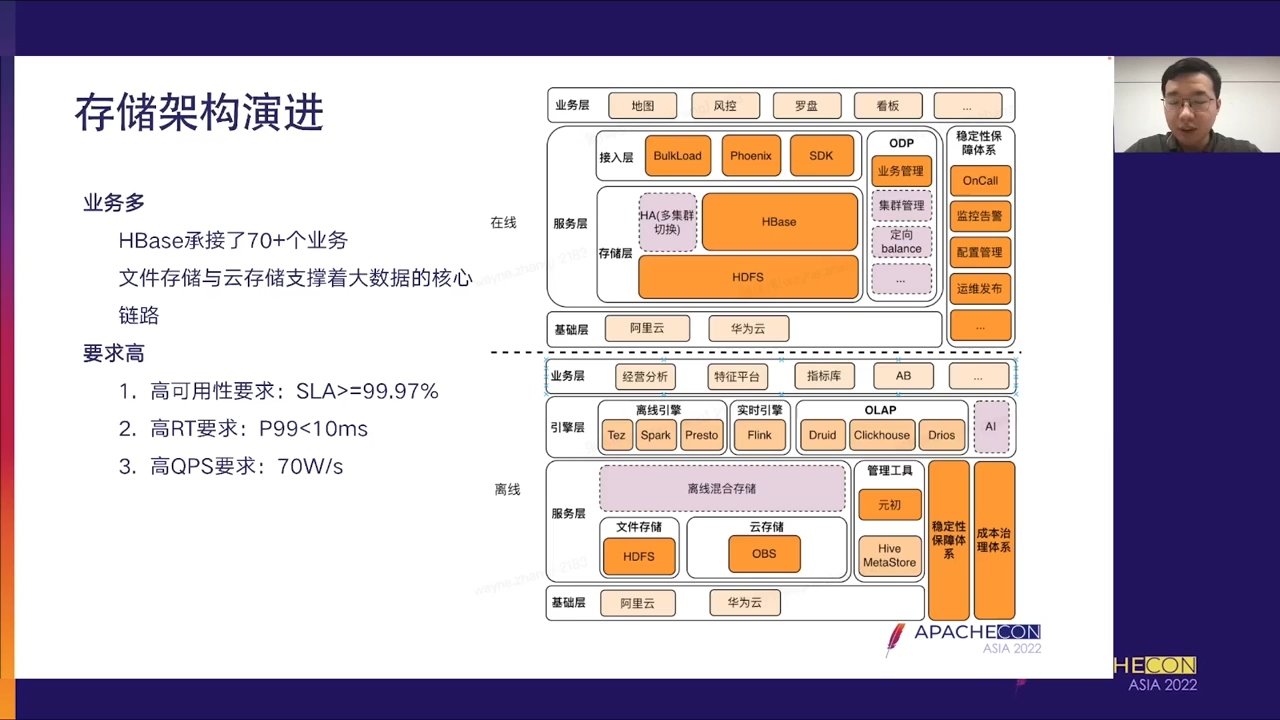 存储架构演进
业务多
HBase承接了70+个业务
文件存储与云存储支撑着大数据的核心
链路
要求高
1. 高可用性要求：SLA>=99.97%
2. 高RT要求：P99<10ms
3. 高QPS要求：70W/s
在线
业务层
地图
风控
罗盘
看板
...
服务层
接入层
BulkLoad
Phoenix
SDK
存储层
HA(多集群
切换)
HBase
HDFS
ODP
业务管理
集群管理
定向
balance
...
稳定性保
障体系
OnCall
监控告警
配置管理
运维发布
...
基础层
阿里云
华为云
离线
业务层
经营分析
特征平台
指标库
AB
...
引擎层
离线引擎
Tez
Spark
Presto
实时引擎
Flink
OLAP
Druid
Clickhouse
Drios
AI
服务层
离线混合存储
文件存储
HDFS
云存储
OBS
管理工具
元初
Hive
MetaStore
稳定性
保障体
系
成本治
理体系
基础层
阿里云
华为云
APACHECON
ASIA 2022
HECON
ASIA 2022